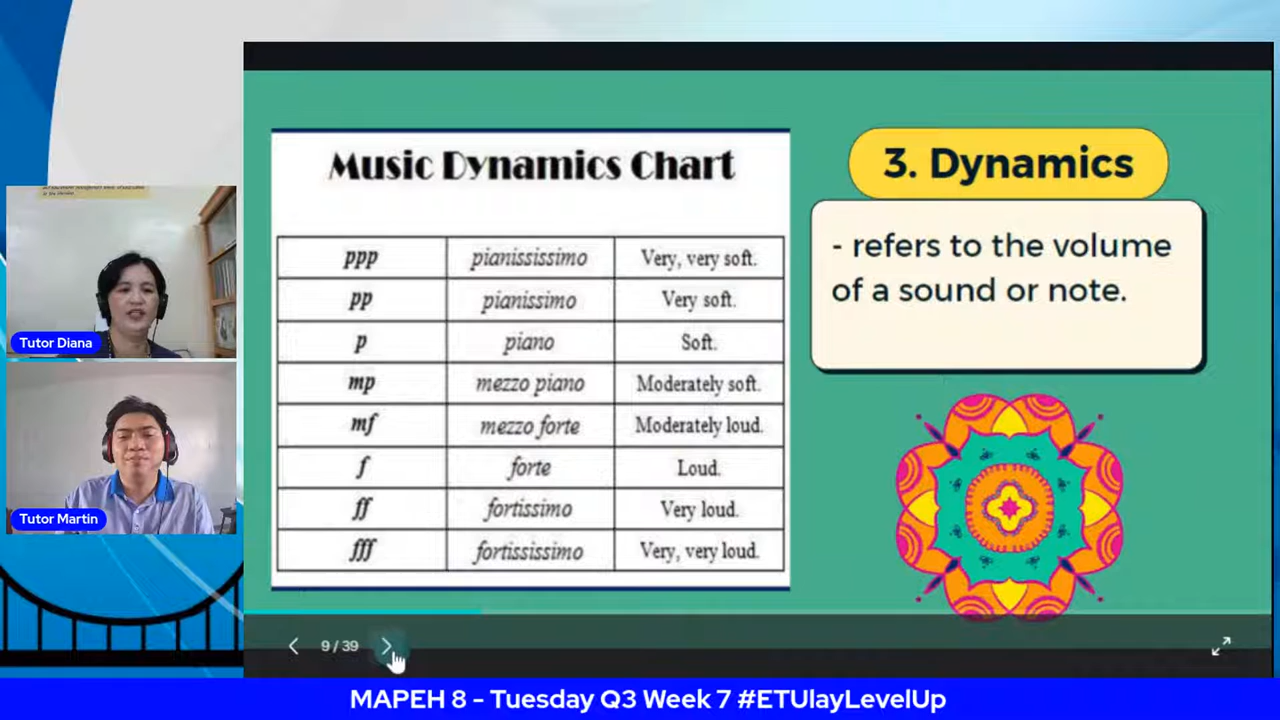 Music Dynamics Chart
ppp pianississimo Very, very soft.
pp pianissimo Very soft.
p piano Soft.
mp mezzo piano Moderately soft.
mf mezzo forte Moderately loud.
f forte Loud.
ff fortissimo Very loud.
fff fortississimo Very, very loud.
3. Dynamics
- refers to the volume
of a sound or note.
Tutor Diana
Tutor Martin
9 / 39
MAPEH 8 - Tuesday Q3 Week 7 #ETUlayLevelUp